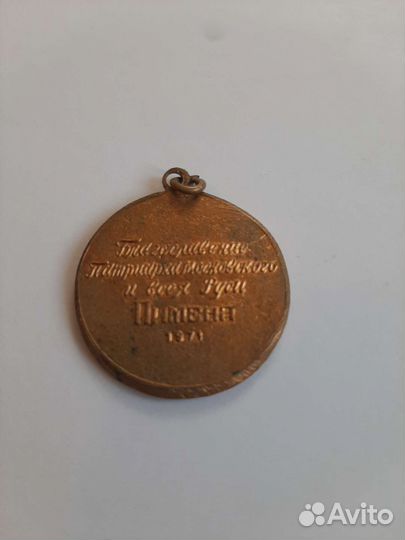 Благословение
Патриарха Московского
и всея Руси
Пимена
1971
Avito